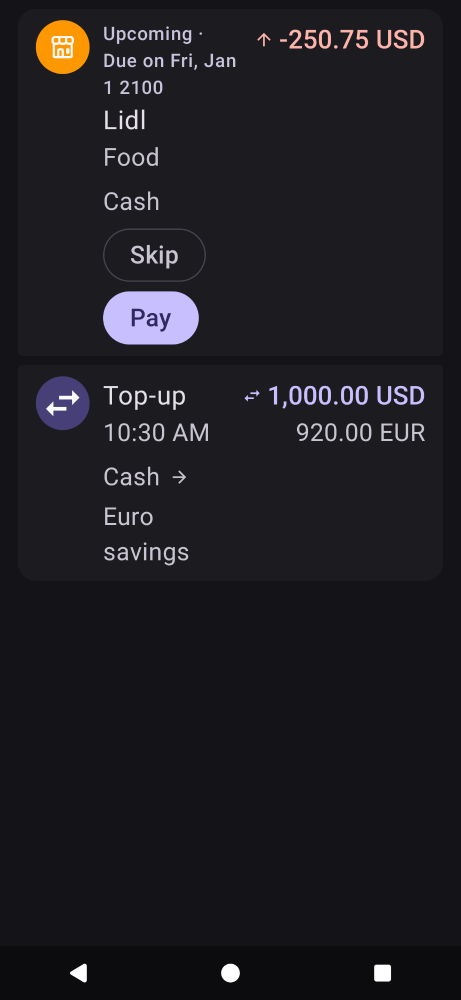 Upcoming ·
Due on Fri, Jan
1 2100
↑ -250.75 USD
Lidl
Food
Cash
Skip
Pay
Top-up
1,000.00 USD
10:30 AM
920.00 EUR
Cash →
Euro
savings